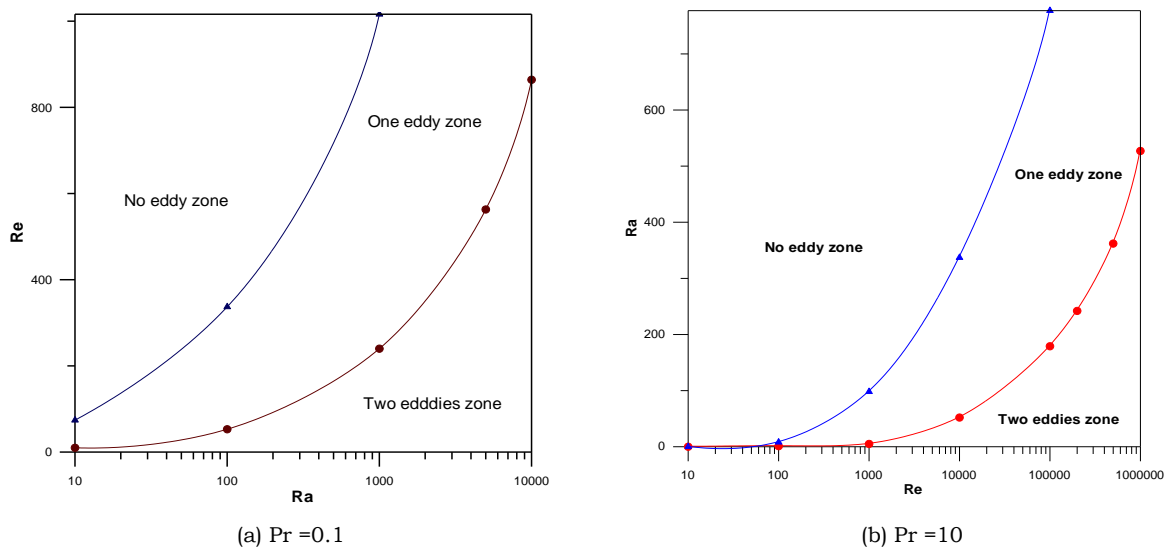 800
400
0
Re
No eddy zone
One eddy zone
Two edddies zone
10
100
1000
10000
Ra
(a) Pr =0.1
600
400
200
0
Ra
No eddy zone
One eddy zone
Two eddies zone
10
100
1000
10000
100000
1000000
Re
(b) Pr =10